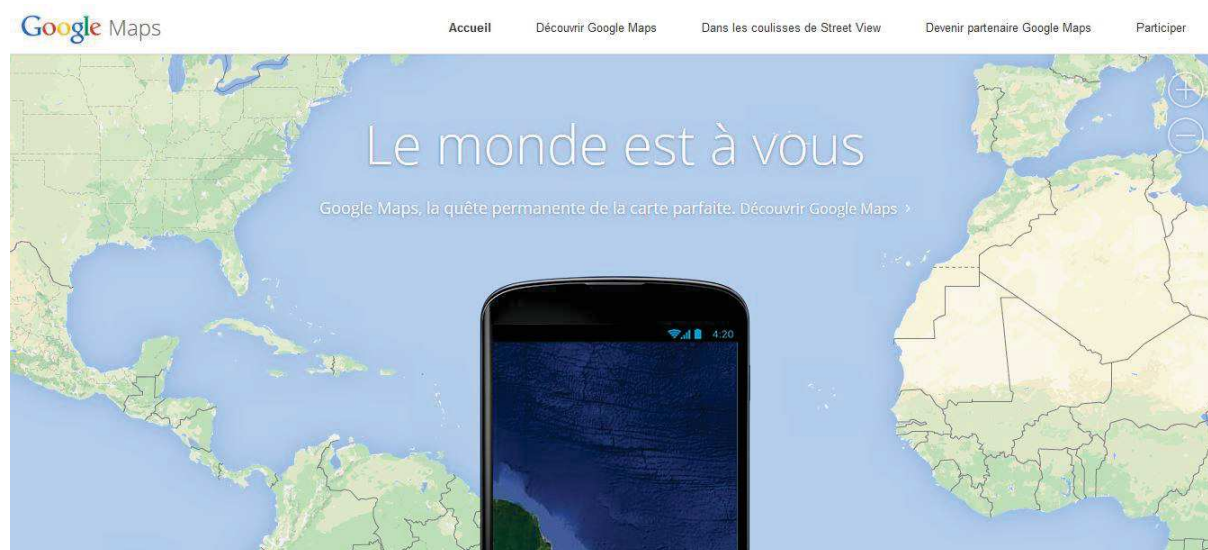 Google Maps Accueil Découvrir Google Maps Dans les coulisses de Street View Devenir partenaire Google Maps Participer
Le monde est à vous
Google Maps, la quête permanente de la carte parfaite. Découvrir Google Maps ›
4:20